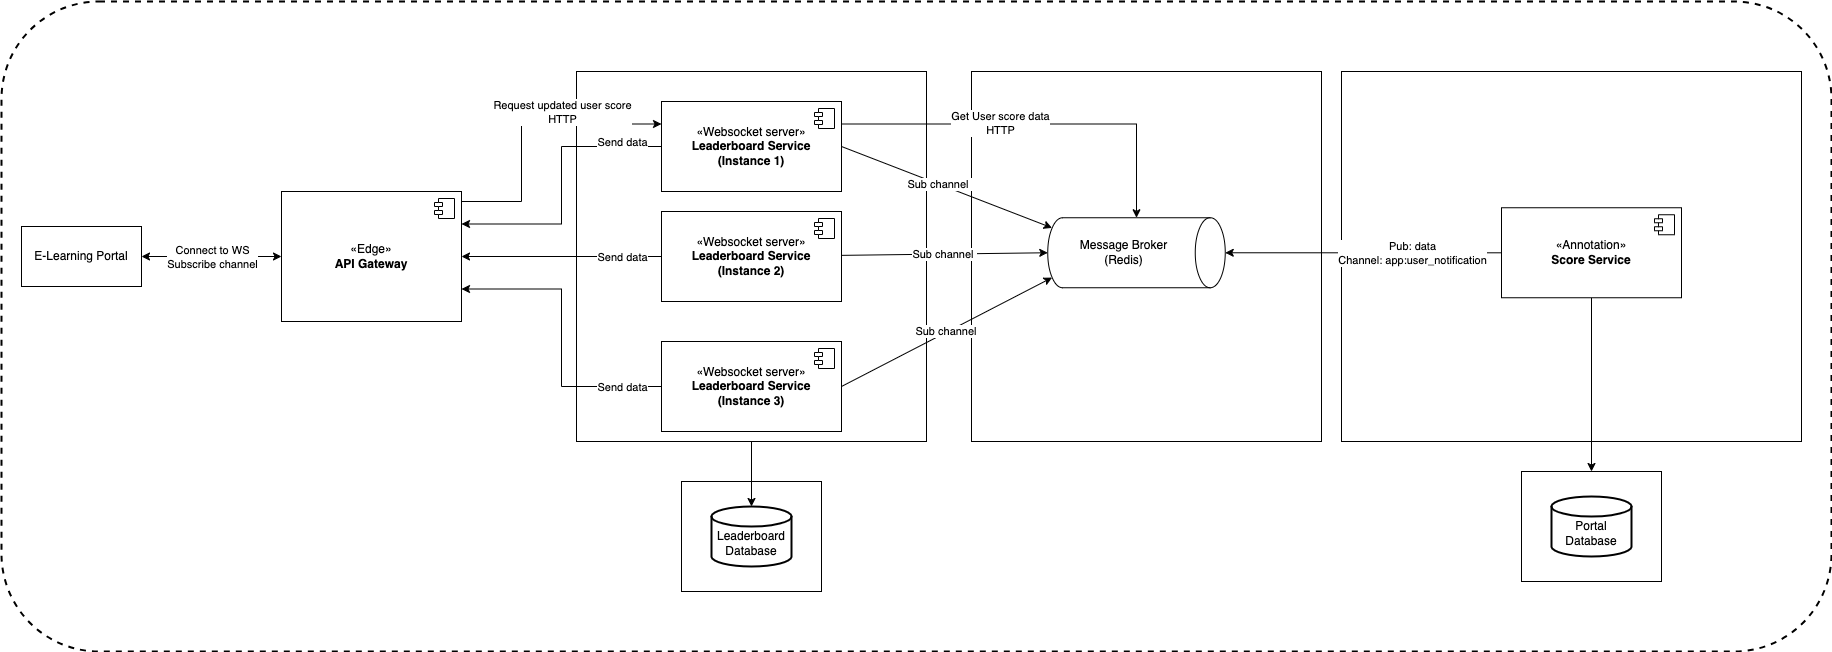 E-Learning Portal
Connect to WS
Subscribe channel
«Edge»
API Gateway
Request updated user score
HTTP
Send data
Send data
Send data
«Websocket server»
Leaderboard Service
(Instance 1)
«Websocket server»
Leaderboard Service
(Instance 2)
«Websocket server»
Leaderboard Service
(Instance 3)
Leaderboard
Database
Get User score data
HTTP
Sub channel
Sub channel
Sub channel
Message Broker
(Redis)
Pub: data
Channel: app:user_notification
«Annotation»
Score Service
Portal
Database